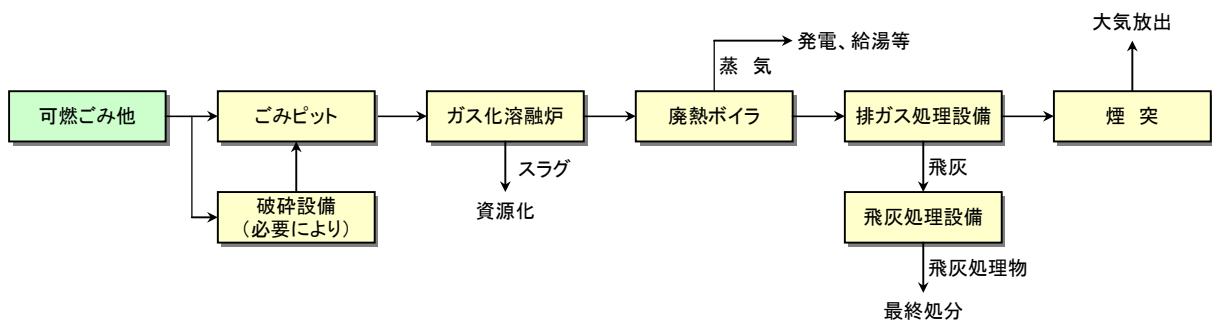 大気放出
発電、給湯等
蒸 気
可燃ごみ他
ごみピット
ガス化溶融炉
廃熱ボイラ
排ガス処理設備
煙 突
スラグ
飛灰
破砕設備
(必要により)
資源化
飛灰処理設備
飛灰処理物
最終処分